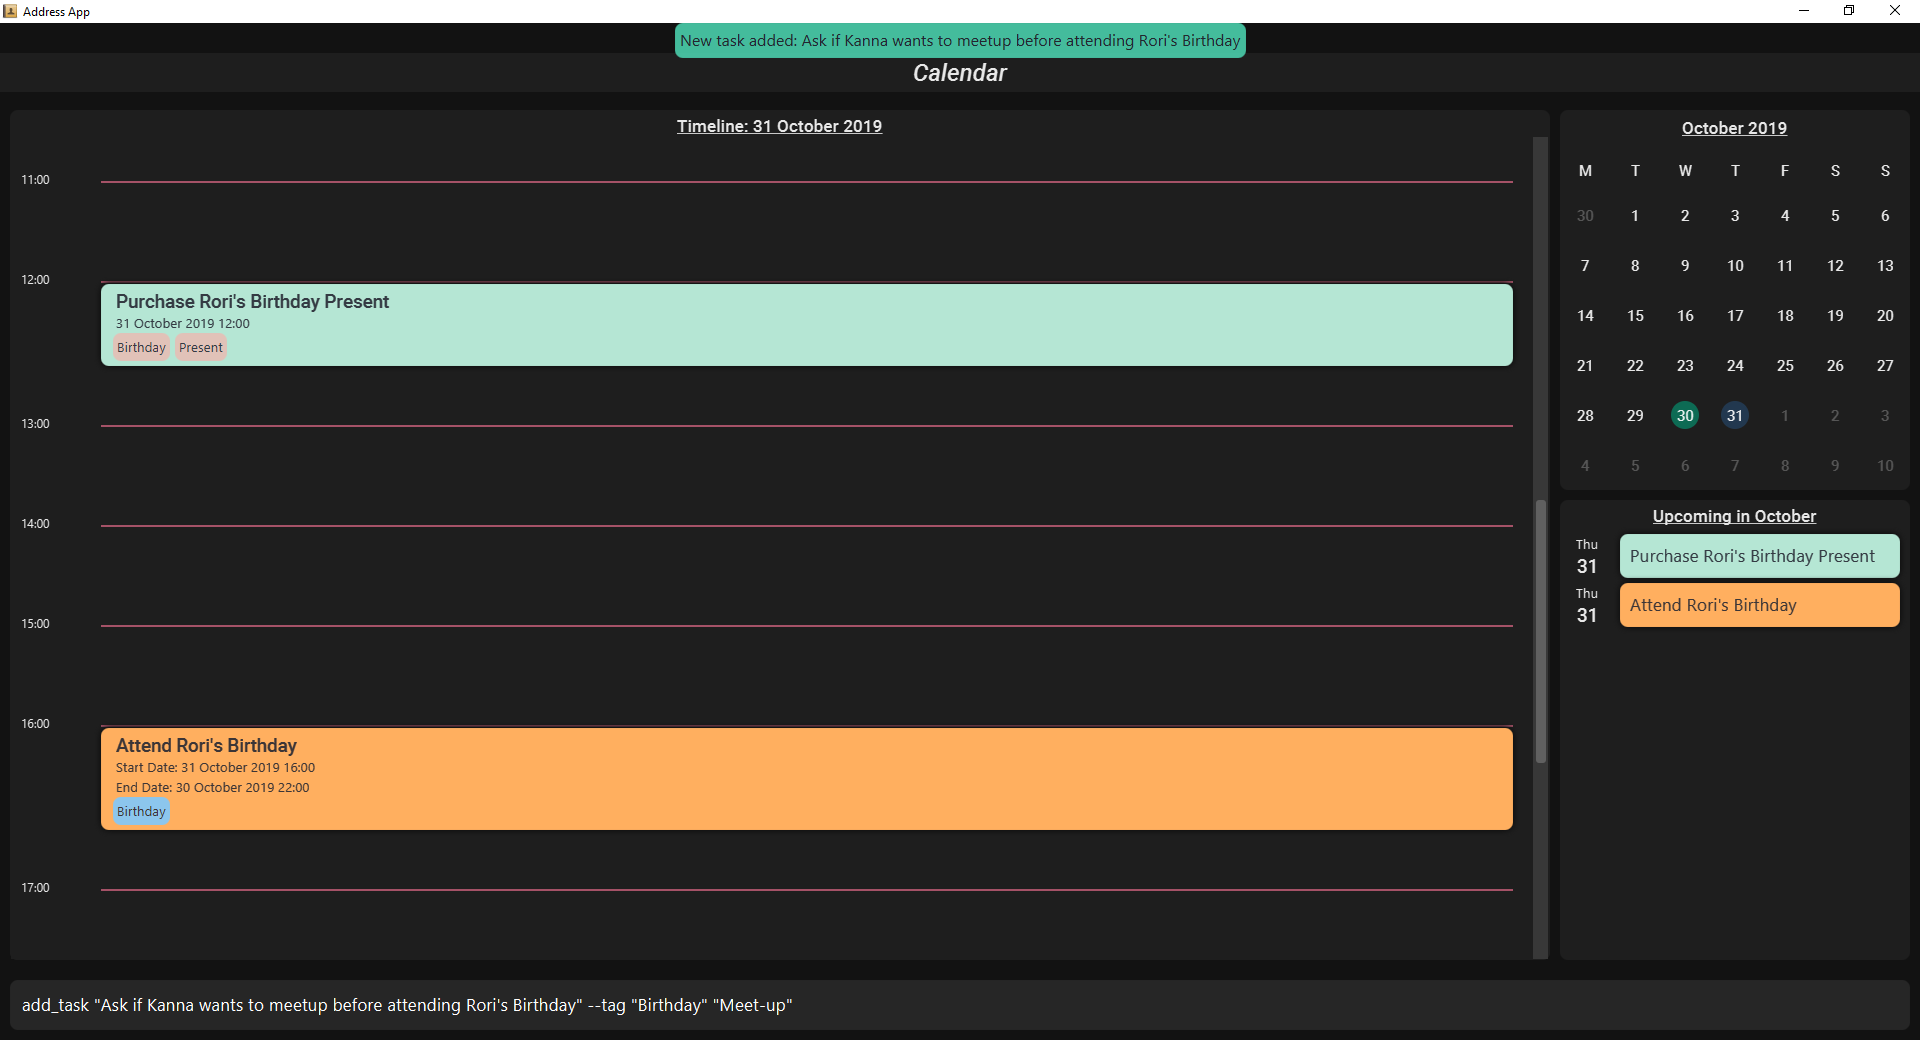 Address App
New task added: Ask if Kanna wants to meetup before attending Rori's Birthday
Calendar
Timeline: 31 October 2019
11:00
12:00
Purchase Rori's Birthday Present
31 October 2019 12:00
Birthday Present
13:00
14:00
15:00
16:00
Attend Rori's Birthday
Start Date: 31 October 2019 16:00
End Date: 30 October 2019 22:00
Birthday
17:00
October 2019
M T W T F S S
30 1 2 3 4 5 6
7 8 9 10 11 12 13
14 15 16 17 18 19 20
21 22 23 24 25 26 27
28 29 30 31 1 2 3
4 5 6 7 8 9 10
Upcoming in October
Thu
31
Purchase Rori's Birthday Present
Thu
31
Attend Rori's Birthday
add_task "Ask if Kanna wants to meetup before attending Rori's Birthday" --tag "Birthday" "Meet-up"